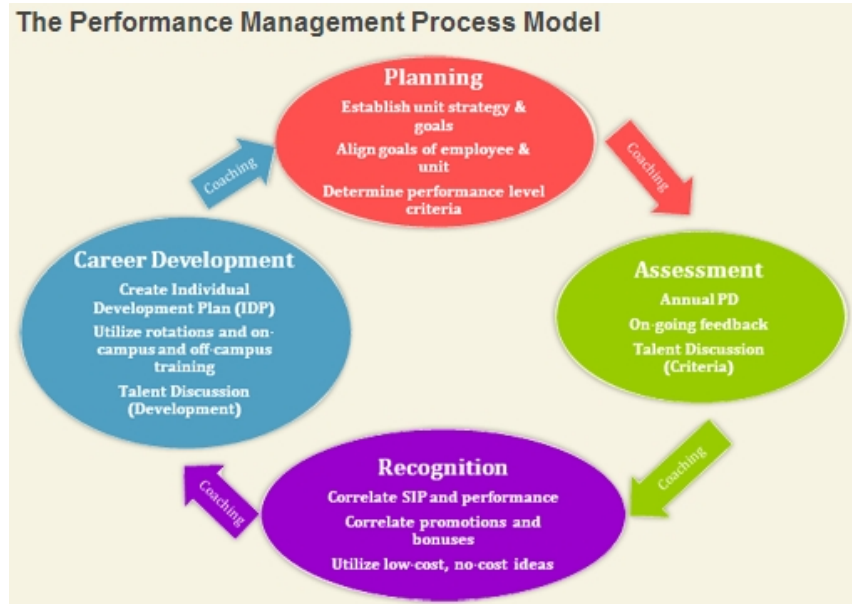 The Performance Management Process Model
Planning
Establish unit strategy &
goals
Align goals of employee &
unit
Determine performance level
criteria
Coaching
Coaching
Career Development
Create Individual
Development Plan (IDP)
Utilize rotations and on-
campus and off-campus
training
Talent Discussion
(Development)
Assessment
Annual PD
On-going feedback
Talent Discussion
(Criteria)
Coaching
Coaching
Recognition
Correlate SIP and performance
Correlate promotions and
bonuses
Utilize low-cost, no-cost ideas